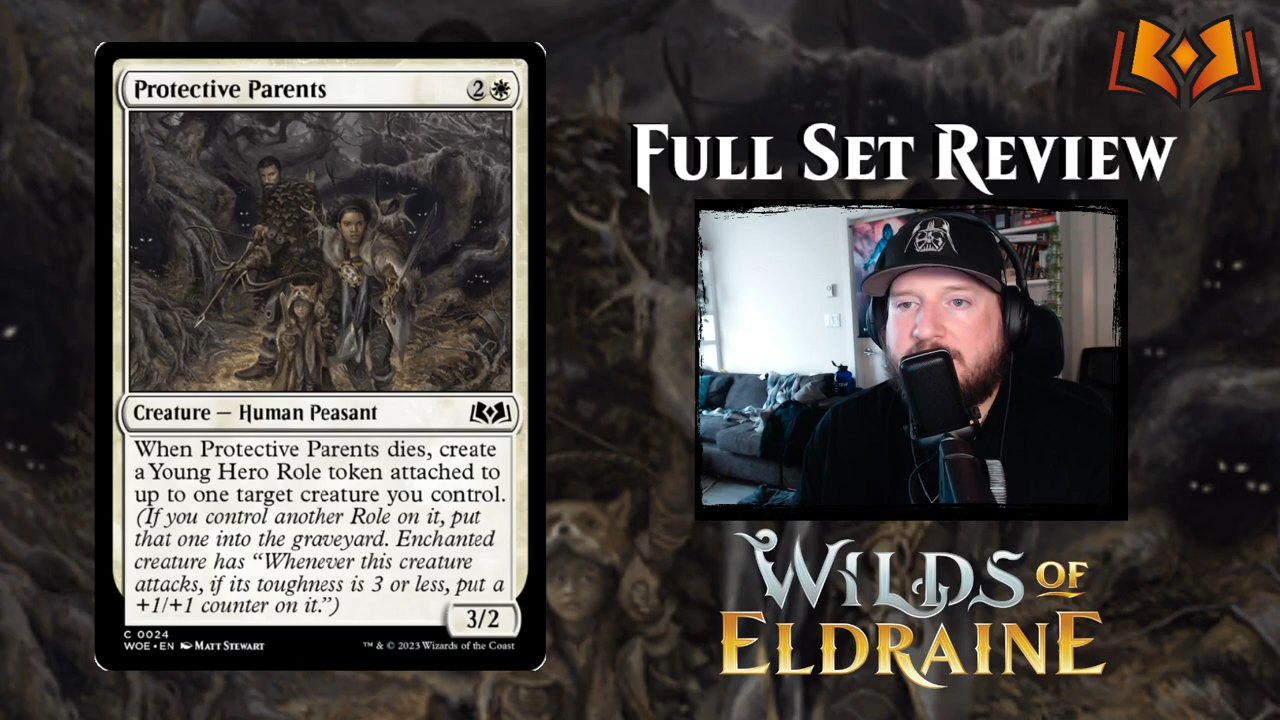 Protective Parents 2
Creature — Human Peasant
When Protective Parents dies, create
a Young Hero Role token attached to
up to one target creature you control.
(If you control another Role on it, put
that one into the graveyard. Enchanted
creature has “Whenever this creature
attacks, if its toughness is 3 or less, put a
+1/+1 counter on it.”)
3/2
C 0024
WOE • EN Matt Stewart
™ & © 2023 Wizards of the Coast
Full Set Review
Wilds of
Eldraine